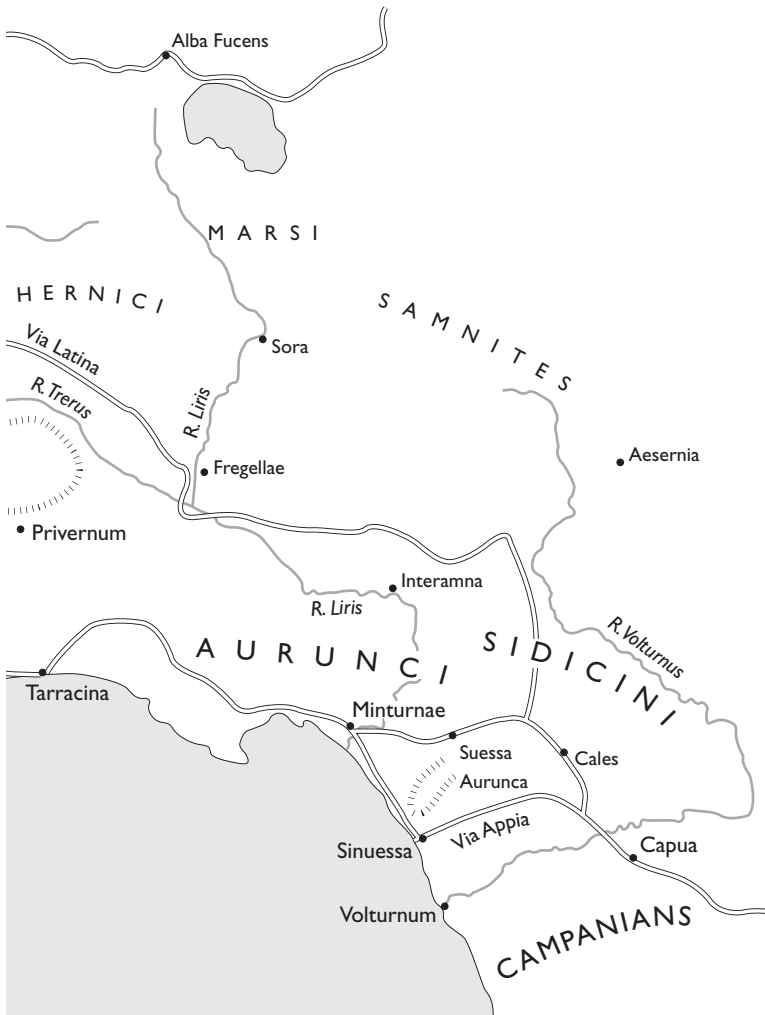 Alba Fucens
MARSI
HERNICI
SAMNITES
Via Latina
Sora
R. Trerus
R. Liris
Aesernia
Fregellae
Privernum
Interamna
R. Liris
R. Volturnus
AURUNCI
SIDICINI
Tarracina
Minturnae
Suessa
Aurunca
Cales
Via Appia
Sinuessa
Capua
Volturnum
CAMPANIANS